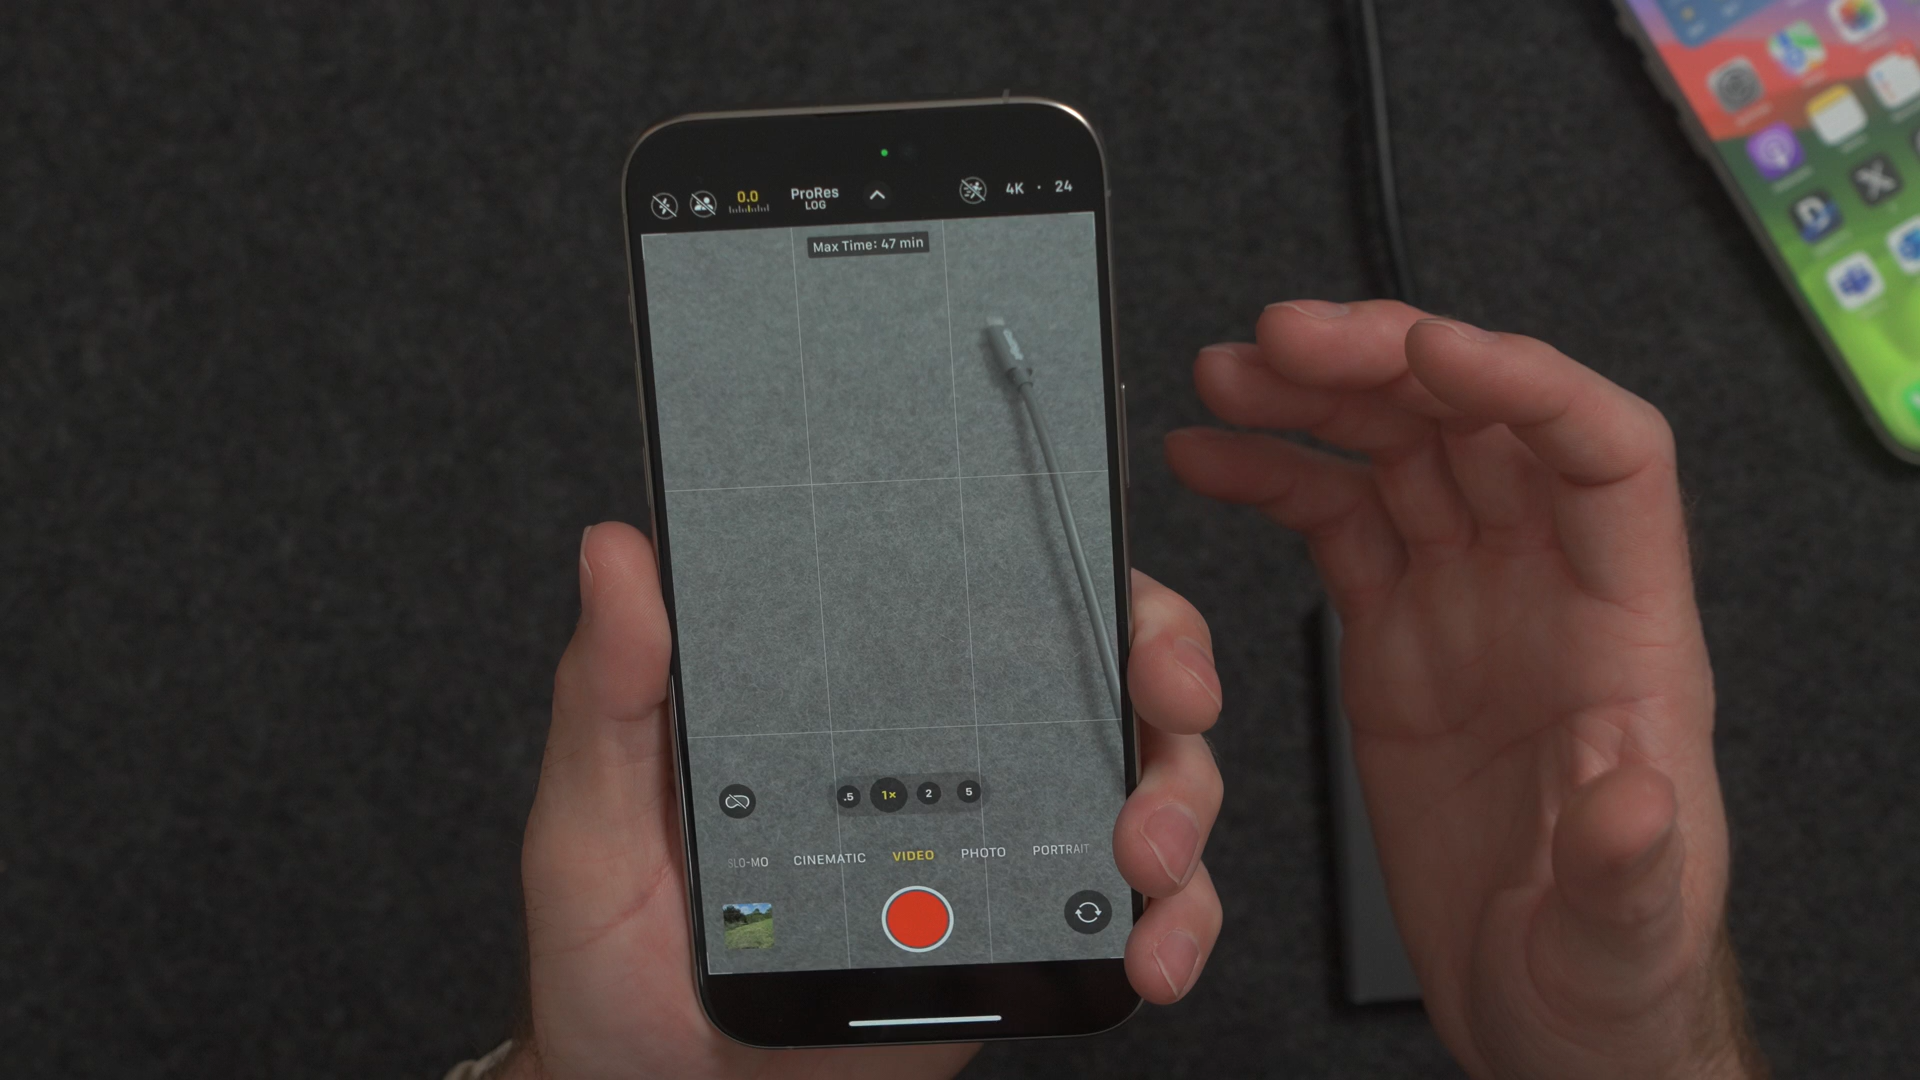 0.0
ProRes
LOG
4K · 24
Max Time: 47 min
.5 1× 2 5
SLO-MO CINEMATIC VIDEO PHOTO PORTRAIT